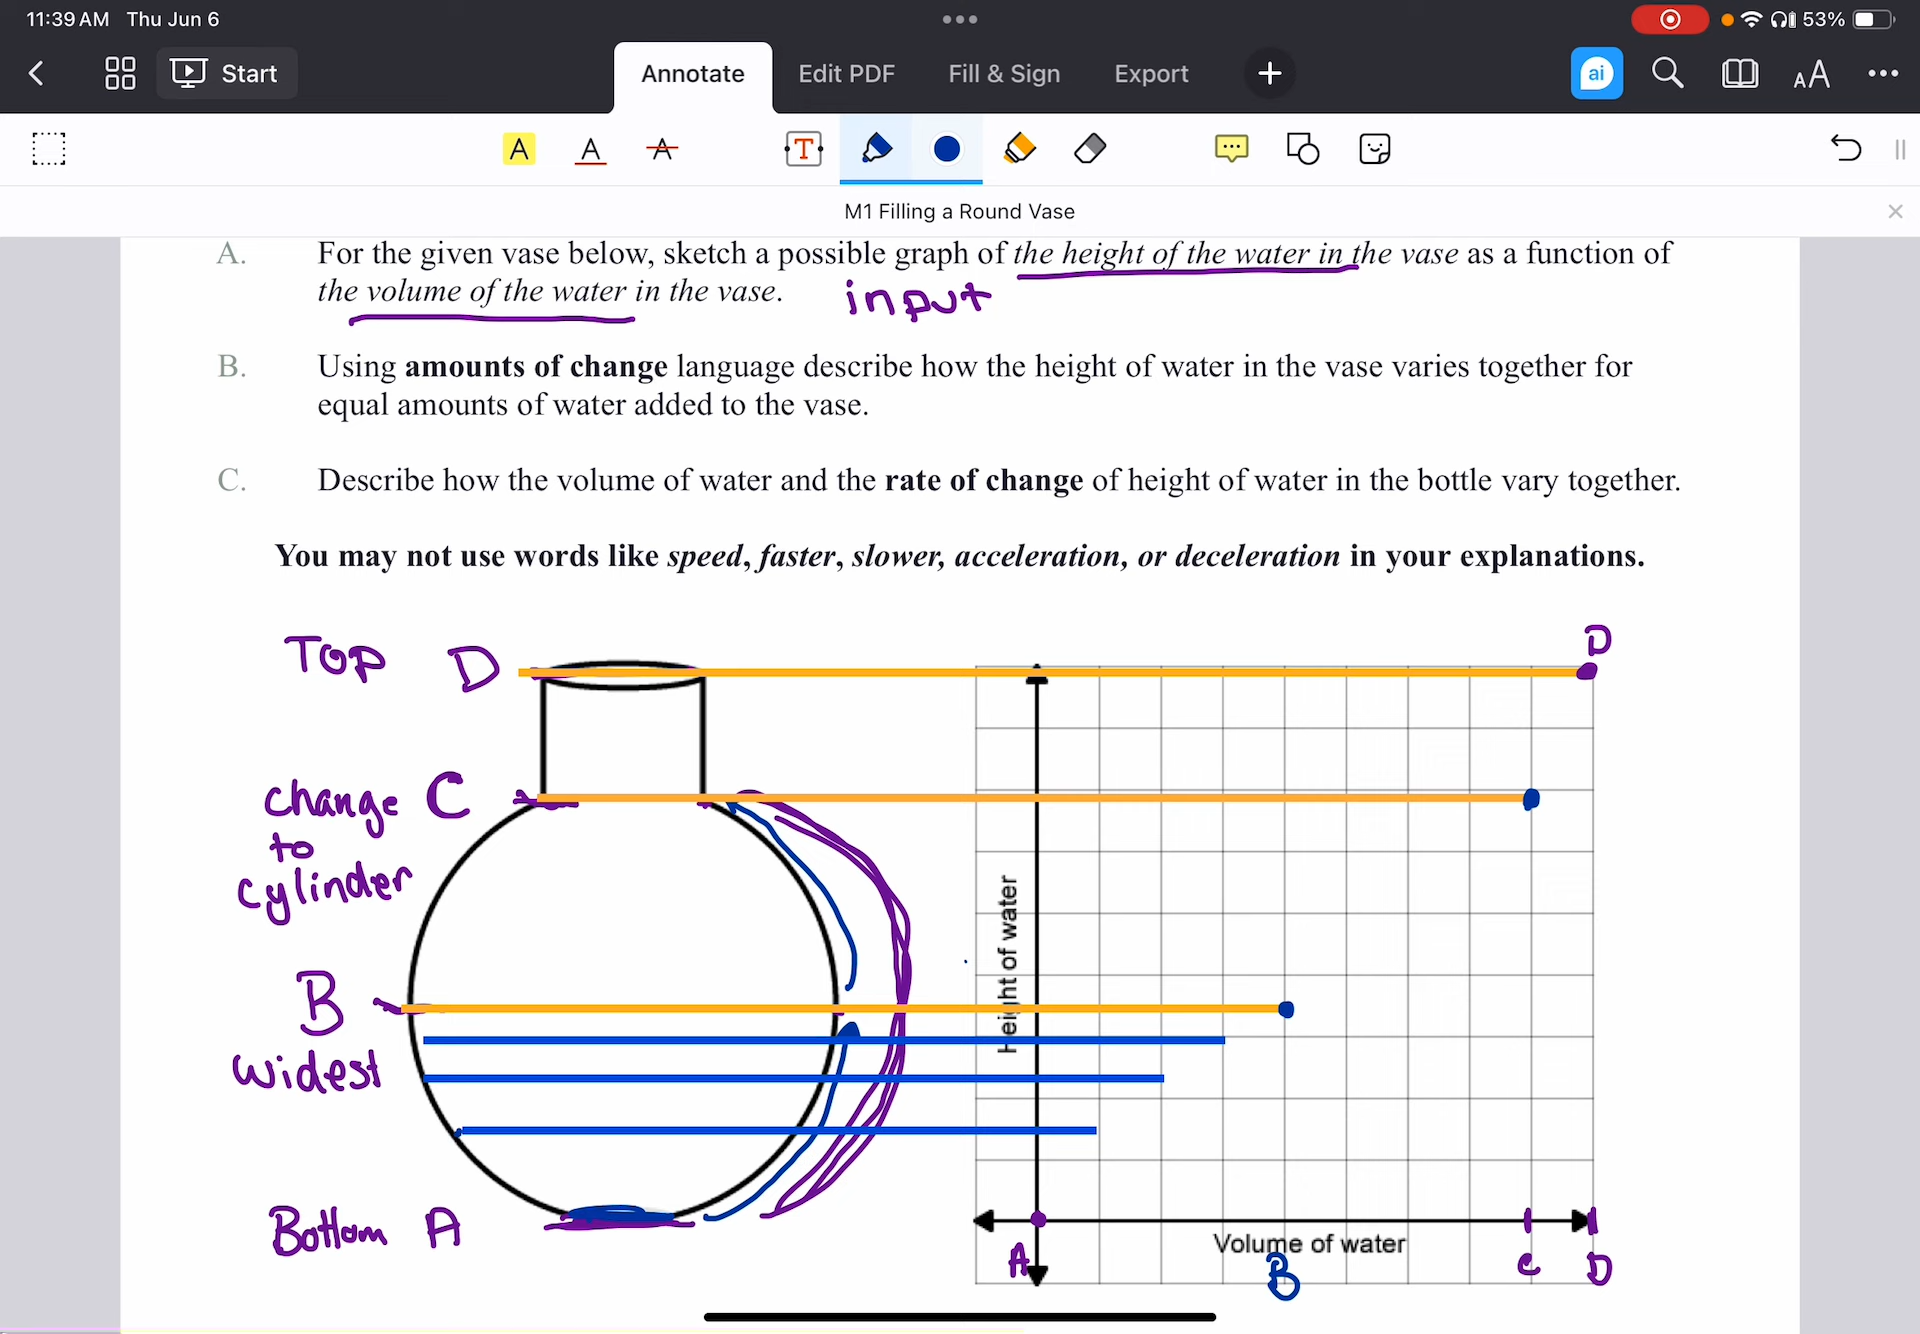 11:39 AM Thu Jun 6
53%
Start
Annotate
Edit PDF
Fill & Sign
Export
ai
AA
A A A T
M1 Filling a Round Vase
A. For the given vase below, sketch a possible graph of the height of the water in the vase as a function of
the volume of the water in the vase. input
B. Using amounts of change language describe how the height of water in the vase varies together for
equal amounts of water added to the vase.
C. Describe how the volume of water and the rate of change of height of water in the bottle vary together.
You may not use words like speed, faster, slower, acceleration, or deceleration in your explanations.
Top D
D
Change C
to
Cylinder
Height of water
B
Widest
Bottom A
Volume of water
A B C D